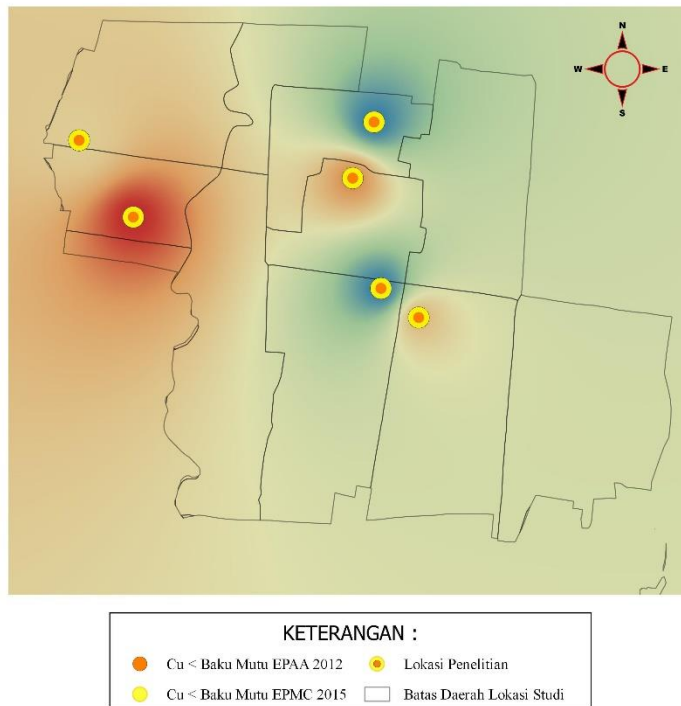 N
W E
S
KETERANGAN :
Cu < Baku Mutu EPAA 2012
Lokasi Penelitian
Cu < Baku Mutu EPMC 2015
Batas Daerah Lokasi Studi